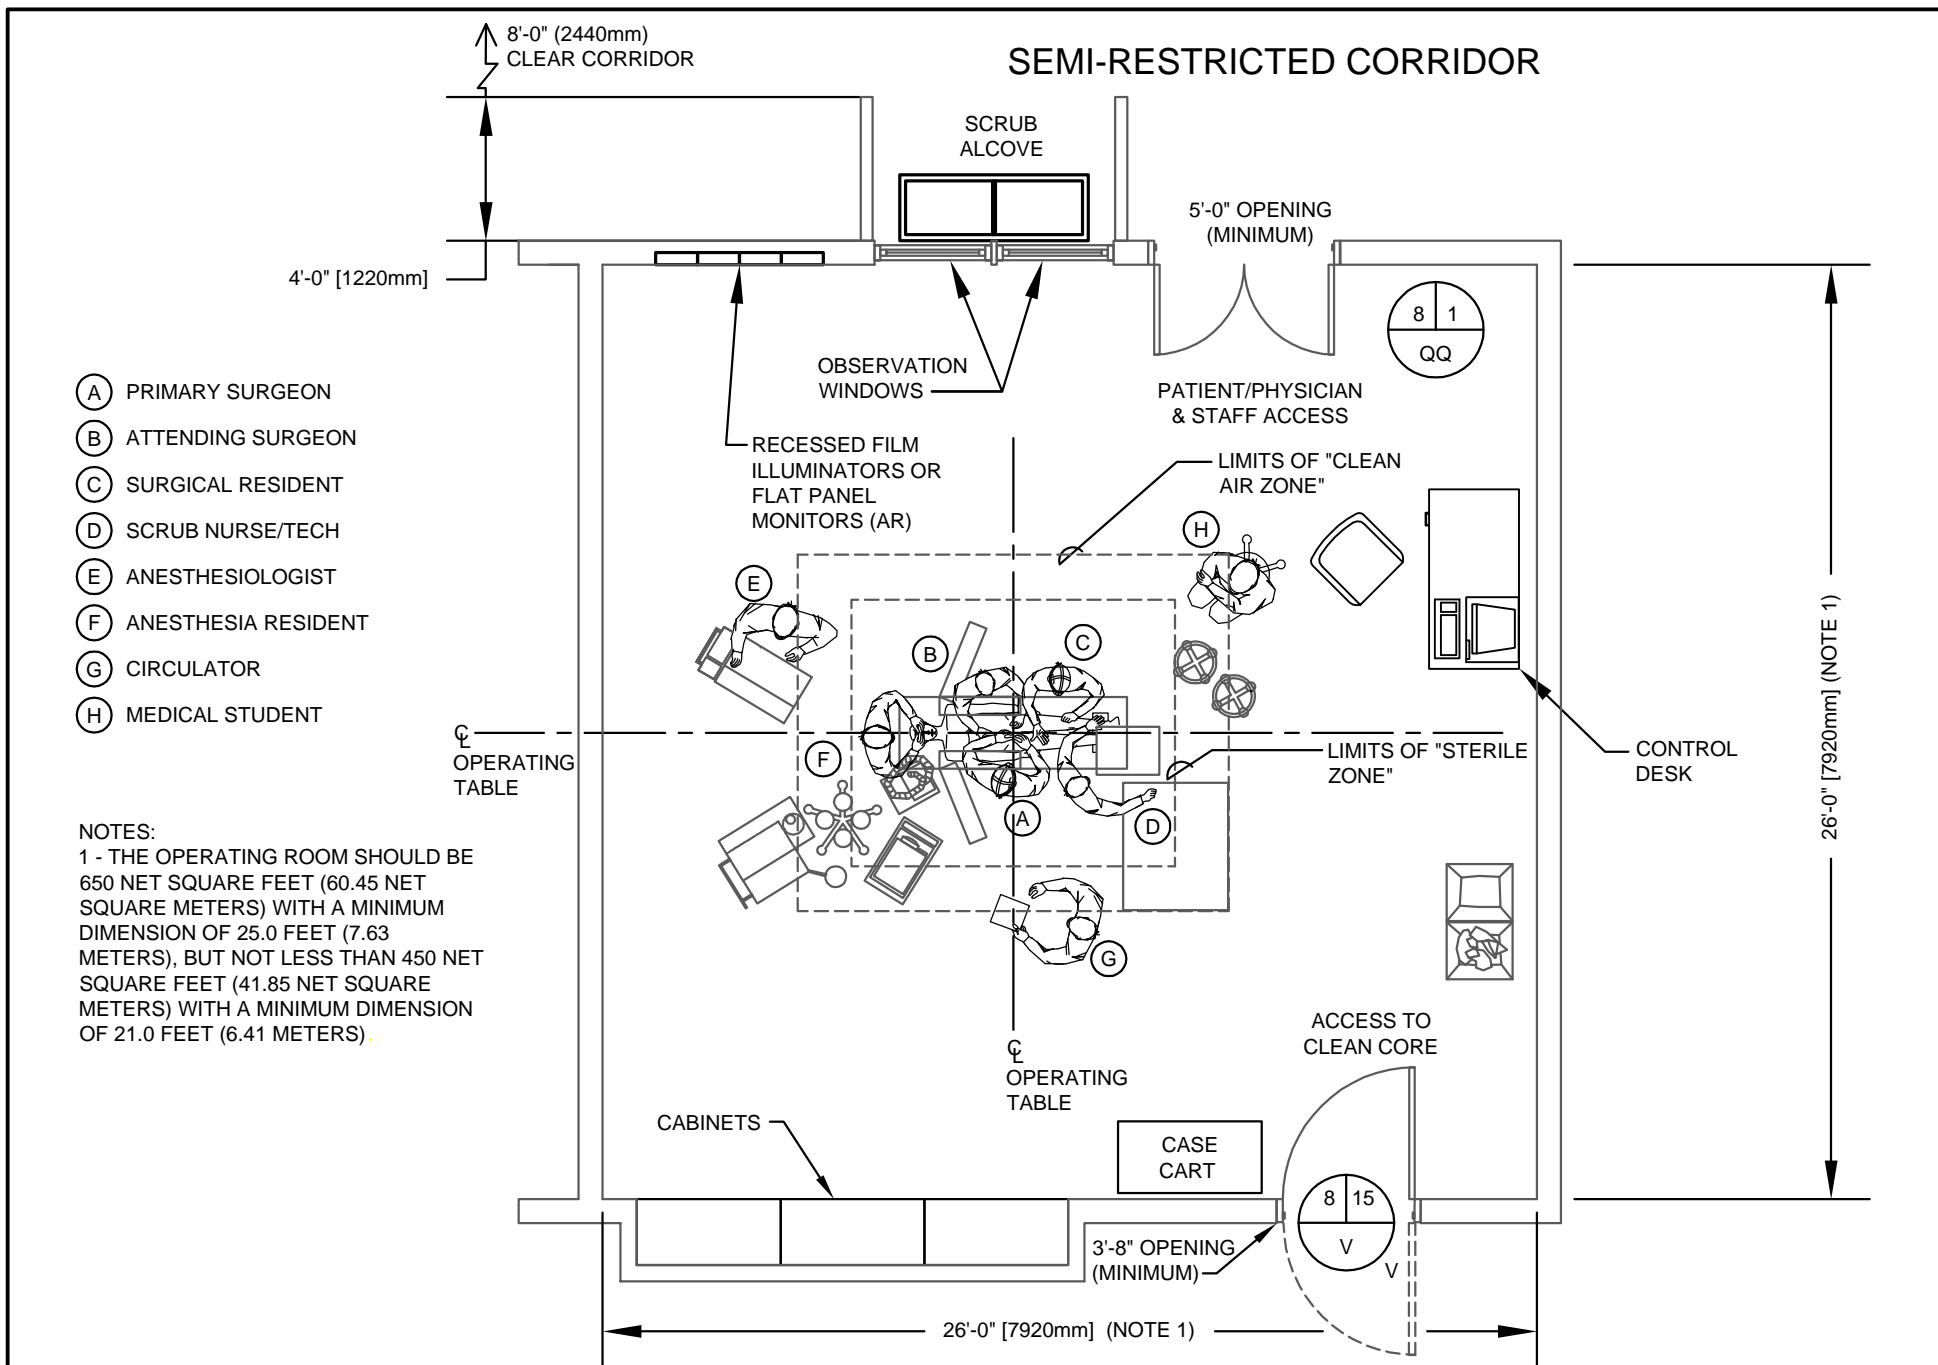 8'-0" (2440mm)
CLEAR CORRIDOR
SEMI-RESTRICTED CORRIDOR
SCRUB
ALCOVE
5'-0" OPENING
(MINIMUM)
4'-0" [1220mm]
8 1
QQ
OBSERVATION
WINDOWS
PATIENT/PHYSICIAN
& STAFF ACCESS
A PRIMARY SURGEON
B ATTENDING SURGEON
C SURGICAL RESIDENT
D SCRUB NURSE/TECH
E ANESTHESIOLOGIST
F ANESTHESIA RESIDENT
G CIRCULATOR
H MEDICAL STUDENT
RECESSED FILM
ILLUMINATORS OR
FLAT PANEL
MONITORS (AR)
LIMITS OF "CLEAN
AIR ZONE"
H
E
B
C
26'-0" [7920mm] (NOTE 1)
CL
OPERATING
TABLE
F
LIMITS OF "STERILE
ZONE"
CONTROL
DESK
A
D
G
NOTES:
1 - THE OPERATING ROOM SHOULD BE
650 NET SQUARE FEET (60.45 NET
SQUARE METERS) WITH A MINIMUM
DIMENSION OF 25.0 FEET (7.63
METERS), BUT NOT LESS THAN 450 NET
SQUARE FEET (41.85 NET SQUARE
METERS) WITH A MINIMUM DIMENSION
OF 21.0 FEET (6.41 METERS).
ACCESS TO
CLEAN CORE
CL
OPERATING
TABLE
CABINETS
CASE
CART
8 15
V
3'-8" OPENING
(MINIMUM)
V
26'-0" [7920mm] (NOTE 1)